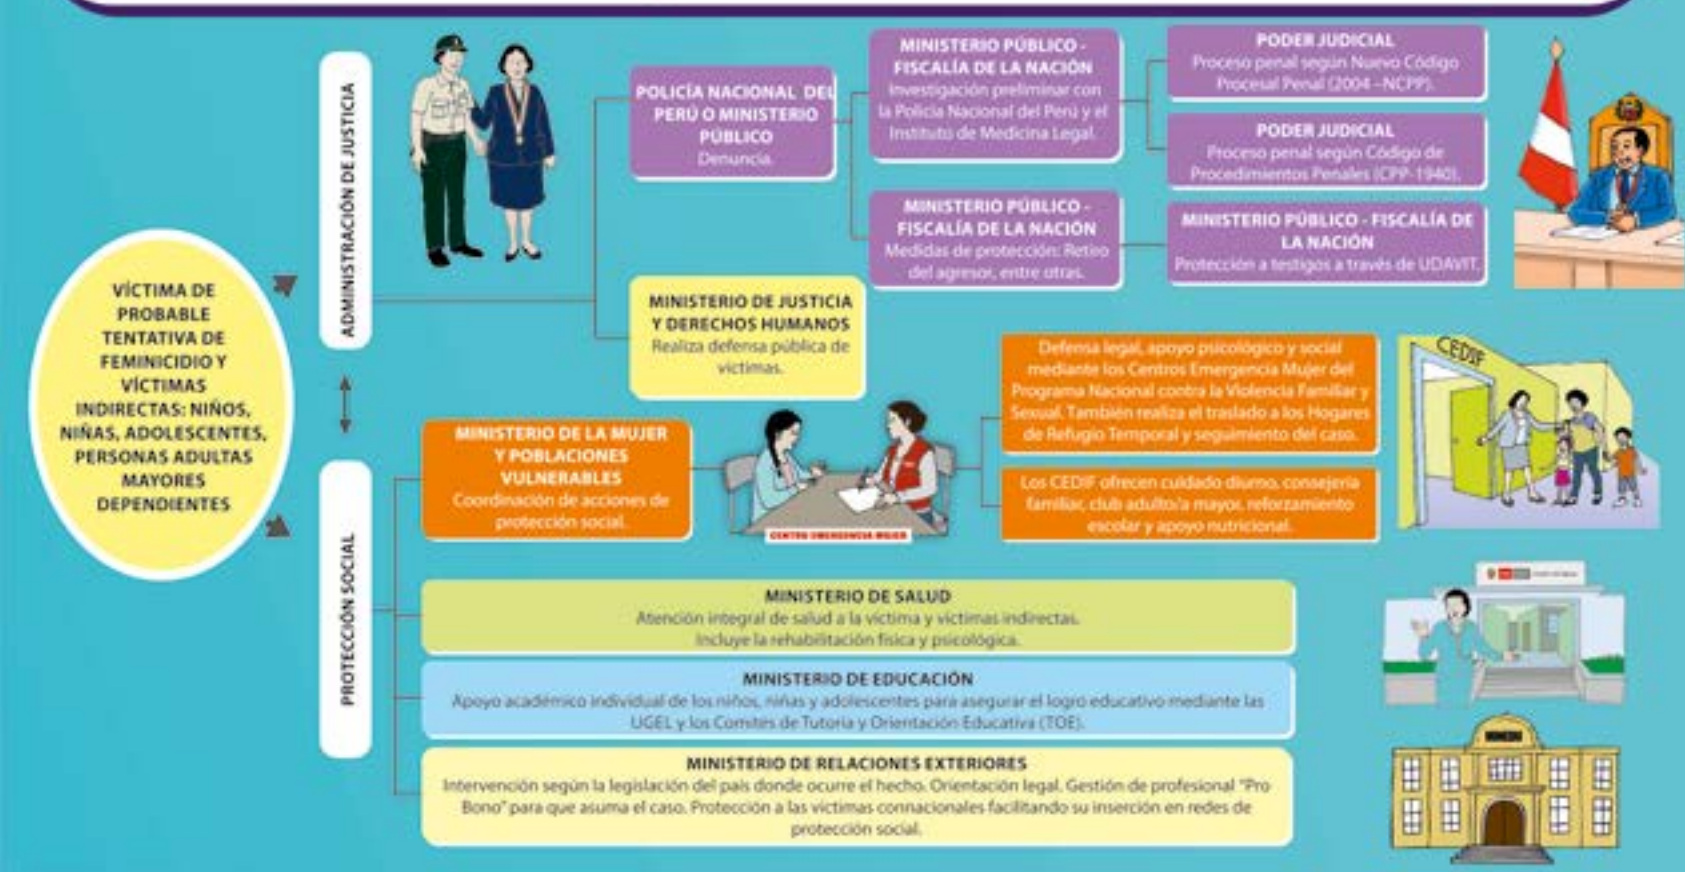 VÍCTIMA DE
PROBABLE
TENTATIVA DE
FEMINICIDIO Y
VÍCTIMAS
INDIRECTAS: NIÑOS,
NIÑAS, ADOLESCENTES,
PERSONAS ADULTAS
MAYORES
DEPENDIENTES
ADMINISTRACIÓN DE JUSTICIA
POLICÍA NACIONAL DEL
PERÚ O MINISTERIO
PÚBLICO
Denuncia.
MINISTERIO PÚBLICO -
FISCALÍA DE LA NACIÓN
Investigación preliminar con
la Policía Nacional del Perú y el
Instituto de Medicina Legal.
PODER JUDICIAL
Proceso penal según Nuevo Código
Procesal Penal (2004 –NCPP).
PODER JUDICIAL
Proceso penal según Código de
Procedimientos Penales (CPP-1940).
MINISTERIO PÚBLICO -
FISCALÍA DE LA NACIÓN
Medidas de protección: Retiro
del agresor, entre otras.
MINISTERIO PÚBLICO - FISCALÍA DE
LA NACIÓN
Protección a testigos a través de UDAVIT.
MINISTERIO DE JUSTICIA
Y DERECHOS HUMANOS
Realiza defensa pública de
víctimas.
PROTECCIÓN SOCIAL
MINISTERIO DE LA MUJER
Y POBLACIONES
VULNERABLES
Coordinación de acciones de
protección social.
CENTRO EMERGENCIA MUJER
Defensa legal, apoyo psicológico y social
mediante los Centros Emergencia Mujer del
Programa Nacional contra la Violencia Familiar y
Sexual. También realiza el traslado a los Hogares
de Refugio Temporal y seguimiento del caso.
Los CEDIF ofrecen cuidado diurno, consejería
familiar, club adulto/a mayor, reforzamiento
escolar y apoyo nutricional.
CEDIF
MINISTERIO DE SALUD
Atención integral de salud a la víctima y víctimas indirectas.
Incluye la rehabilitación física y psicológica.
MINISTERIO DE EDUCACIÓN
Apoyo académico individual de los niños, niñas y adolescentes para asegurar el logro educativo mediante las
UGEL y los Comités de Tutoría y Orientación Educativa (TOE).
MINISTERIO DE RELACIONES EXTERIORES
Intervención según la legislación del país donde ocurre el hecho. Orientación legal. Gestión de profesional "Pro
Bono" para que asuma el caso. Protección a las víctimas connacionales facilitando su inserción en redes de
protección social.